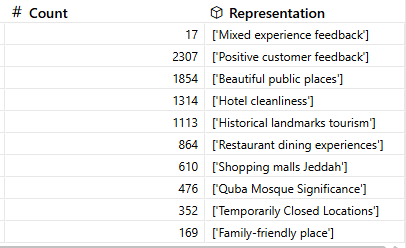 # Count Representation
17 ['Mixed experience feedback']
2307 ['Positive customer feedback']
1854 ['Beautiful public places']
1314 ['Hotel cleanliness']
1113 ['Historical landmarks tourism']
864 ['Restaurant dining experiences']
610 ['Shopping malls Jeddah']
476 ['Quba Mosque Significance']
352 ['Temporarily Closed Locations']
169 ['Family-friendly place']